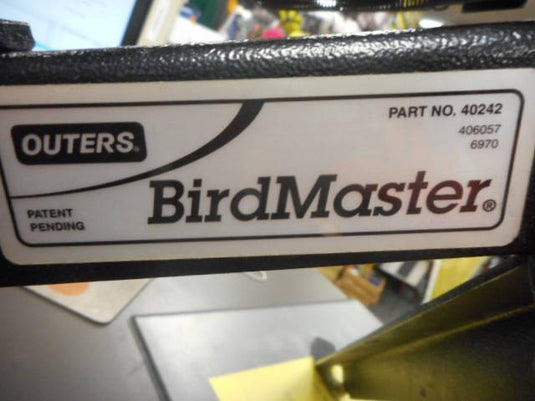 OUTERS.
PART NO. 40242
406057
6970
BirdMaster®
PATENT
PENDING